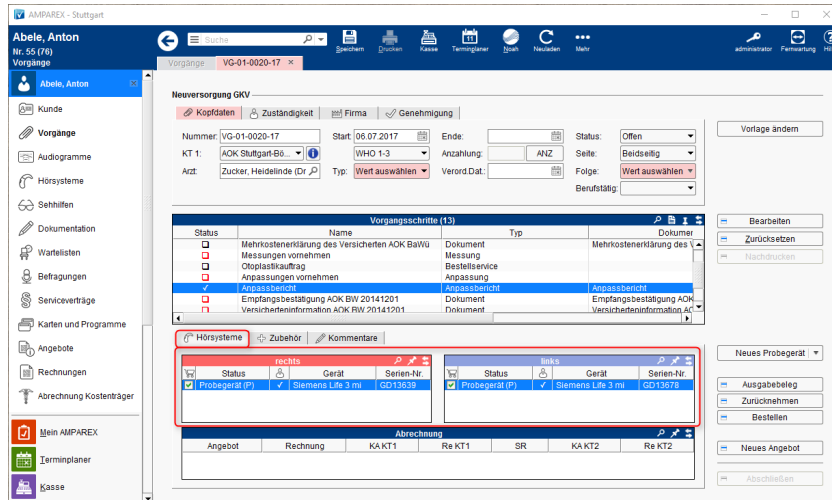 AMPAREX - Stuttgart
Abele, Anton
Nr. 55 (76)
Vorgänge
Suche
Speichern Drucken Kasse Terminplaner Noah Neuladen Mehr administrator Fernwartung
Vorgänge VG-01-0020-17 ×
Abele, Anton
Kunde
Vorgänge
Audiogramme
Hörsysteme
Sehhilfen
Dokumentation
Wartelisten
Befragungen
Serviceverträge
Karten und Programme
Angebote
Rechnungen
Abrechnung Kostenträger
Mein AMPAREX
Terminplaner
Kasse
Neuversorgung GKV
Kopfdaten Zuständigkeit Firma Genehmigung
Nummer: VG-01-0020-17 Start: 06.07.2017 Ende: Status: Offen
KT 1: AOK Stuttgart-Bö... WHO 1-3 Anzahlung: ANZ Seite: Beidseitig
Arzt: Zucker, Heidelinde (Dr Typ: Wert auswählen Verord.Dat.: Folge: Wert auswählen
Berufstätig:
Vorlage ändern
Vorgangsschritte (13)
Status Name Typ Dokumer
Mehrkostenerklärung des Versicherten AOK BaWü Dokument Mehrkostenerklärung des V
Messungen vornehmen Messung
Otoplastikauftrag Bestellservice
Anpassungen vornehmen Anpassung
Anpassbericht Anpassbericht Anpassbericht
Empfangsbestätigung AOK BW 20141201 Dokument Empfangsbestätigung AOK
Versicherteninformation AOK BW 20141201 Dokument Versicherteninformation AO
Bearbeiten
Zurücksetzen
Nachdrucken
Hörsysteme Zubehör Kommentare
rechts
Status Gerät Serien-Nr.
Probegerät (P) Siemens Life 3 mi GD13639
links
Status Gerät Serien-Nr.
Probegerät (P) Siemens Life 3 mi GD13678
Abrechnung
Angebot Rechnung KA KT1 Re KT1 SR KA KT2 Re KT2
Neues Probegerät
Ausgabebeleg
Zurücknehmen
Bestellen
Neues Angebot
Abschließen